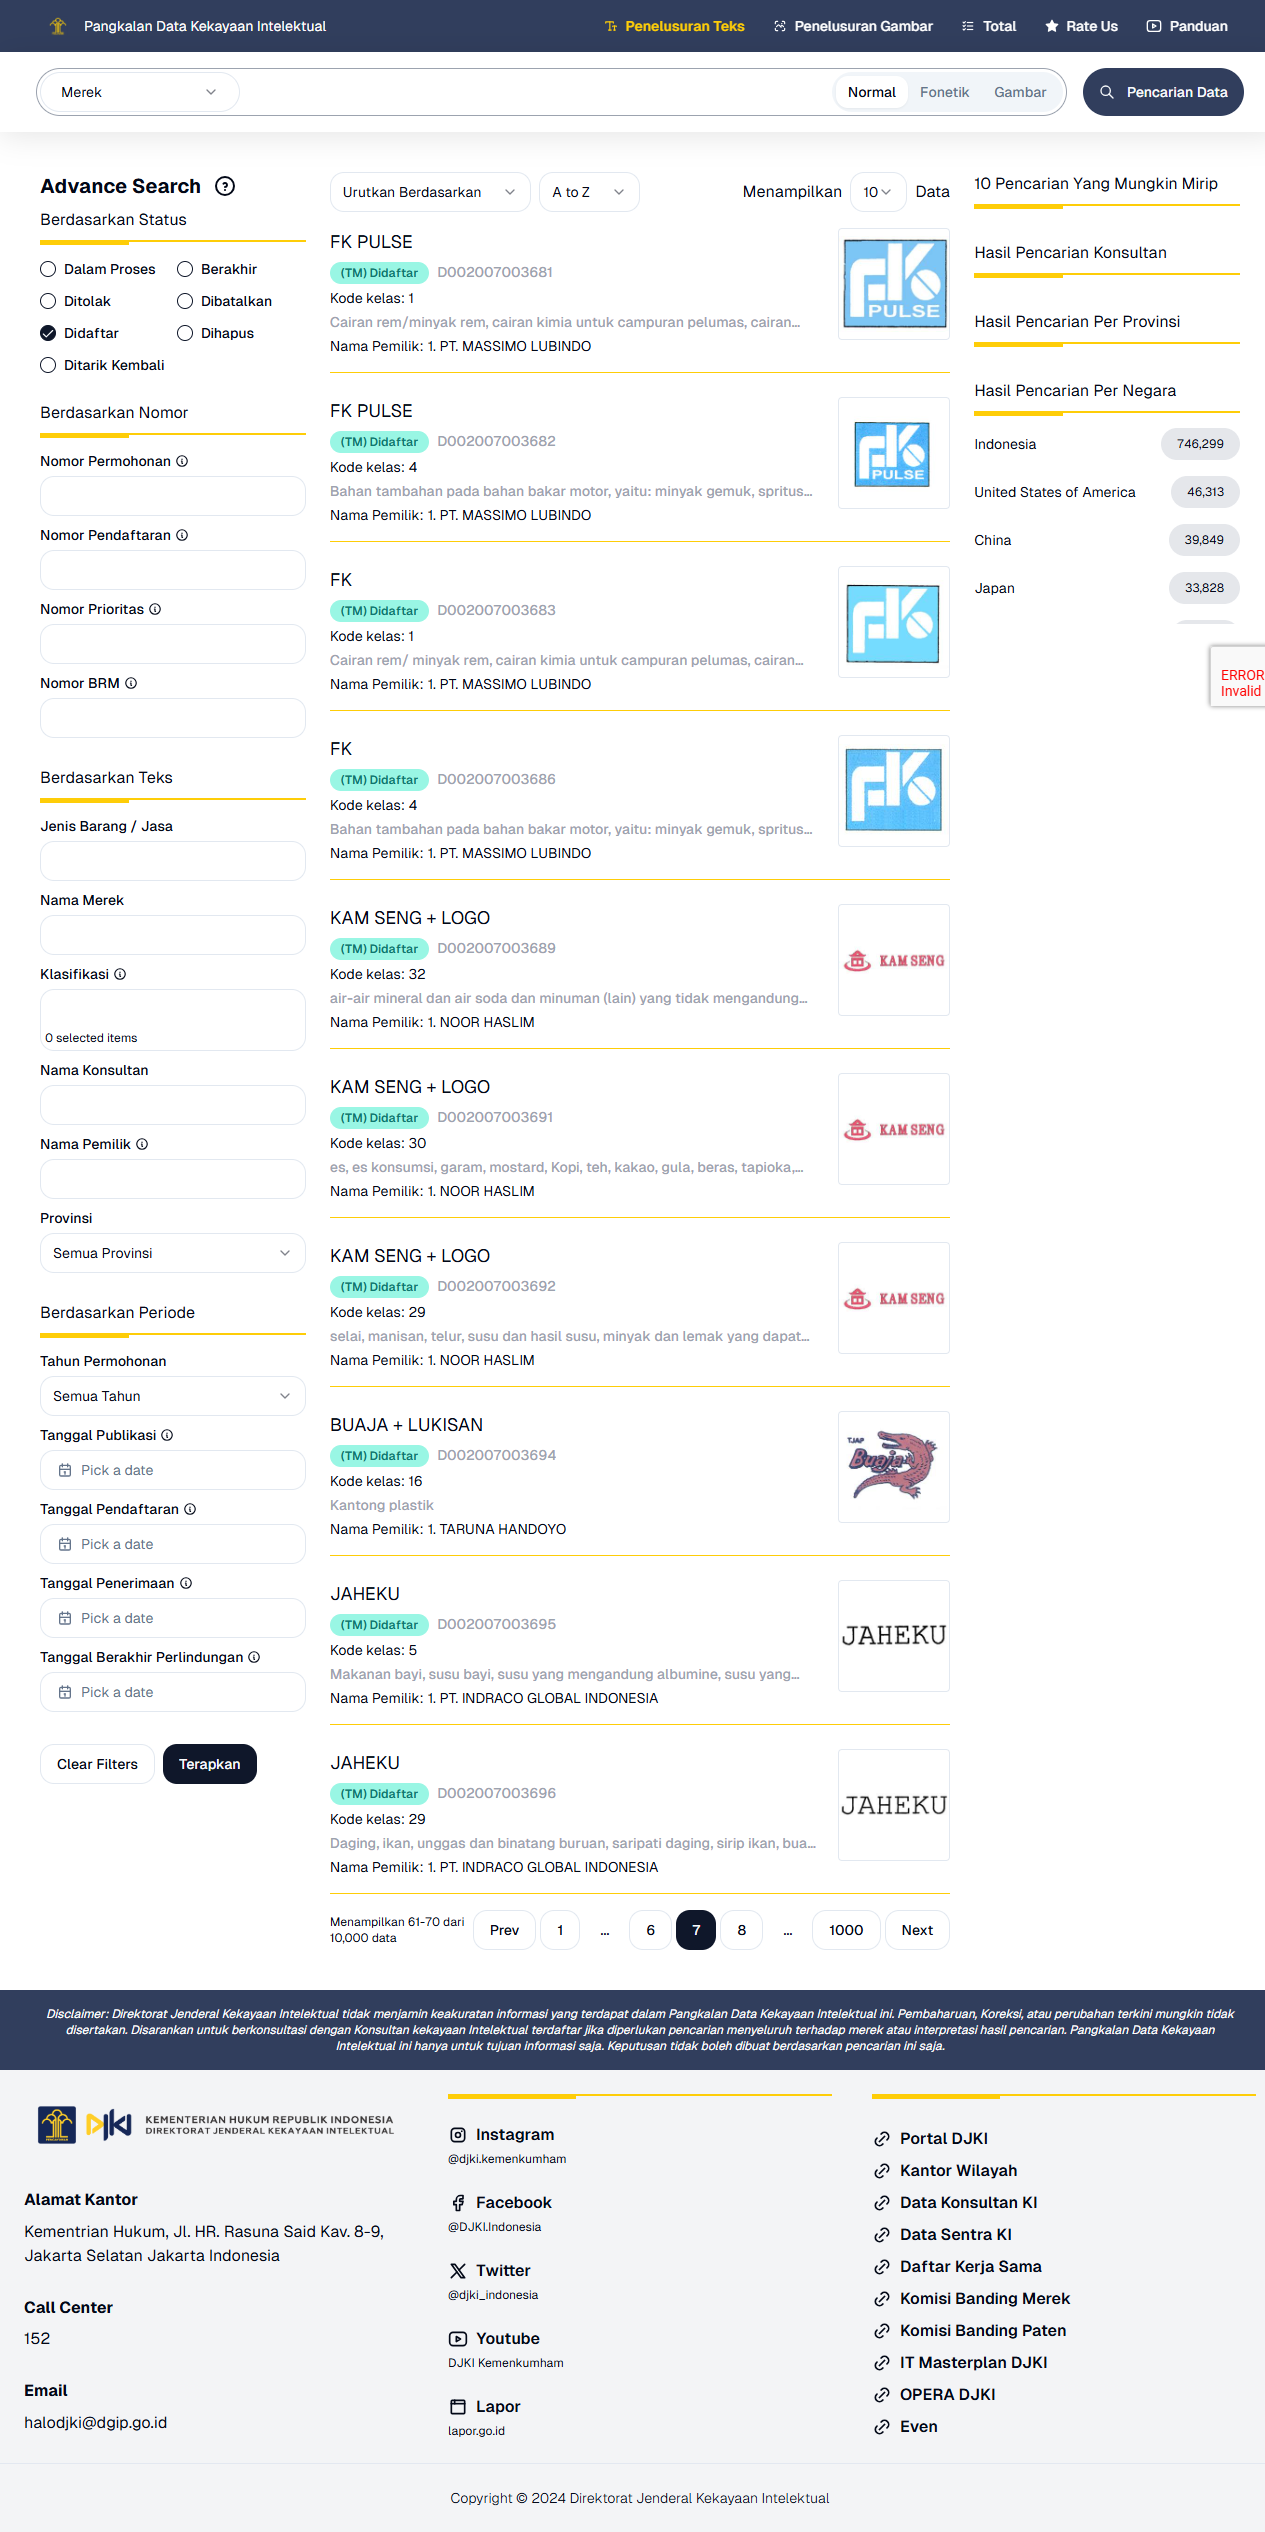 Pangkalan Data Kekayaan Intelektual
Penelusuran Teks
Penelusuran Gambar
Total
Rate Us
Panduan
Merek
Normal
Fonetik
Gambar
Pencarian Data
Advance Search
Berdasarkan Status
Dalam Proses
Berakhir
Ditolak
Dibatalkan
Didaftar
Dihapus
Ditarik Kembali
Berdasarkan Nomor
Nomor Permohonan
Nomor Pendaftaran
Nomor Prioritas
Nomor BRM
Berdasarkan Teks
Jenis Barang / Jasa
Nama Merek
Klasifikasi
0 selected items
Nama Konsultan
Nama Pemilik
Provinsi
Semua Provinsi
Berdasarkan Periode
Tahun Permohonan
Semua Tahun
Tanggal Publikasi
Pick a date
Tanggal Pendaftaran
Pick a date
Tanggal Penerimaan
Pick a date
Tanggal Berakhir Perlindungan
Pick a date
Clear Filters
Terapkan
Urutkan Berdasarkan
A to Z
Menampilkan 10 Data
FK PULSE
(TM) Didaftar D002007003681
Kode kelas: 1
Cairan rem/minyak rem, cairan kimia untuk campuran pelumas, cairan...
Nama Pemilik: 1. PT. MASSIMO LUBINDO
FK
PULSE
FK PULSE
(TM) Didaftar D002007003682
Kode kelas: 4
Bahan tambahan pada bahan bakar motor, yaitu: minyak gemuk, spritus...
Nama Pemilik: 1. PT. MASSIMO LUBINDO
FK
PULSE
FK
(TM) Didaftar D002007003683
Kode kelas: 1
Cairan rem/ minyak rem, cairan kimia untuk campuran pelumas, cairan...
Nama Pemilik: 1. PT. MASSIMO LUBINDO
FK
FK
(TM) Didaftar D002007003686
Kode kelas: 4
Bahan tambahan pada bahan bakar motor, yaitu: minyak gemuk, spritus...
Nama Pemilik: 1. PT. MASSIMO LUBINDO
FK
KAM SENG + LOGO
(TM) Didaftar D002007003689
Kode kelas: 32
air-air mineral dan air soda dan minuman (lain) yang tidak mengandung...
Nama Pemilik: 1. NOOR HASLIM
KAM SENG
KAM SENG + LOGO
(TM) Didaftar D002007003691
Kode kelas: 30
es, es konsumsi, garam, mostard, Kopi, teh, kakao, gula, beras, tapioka,...
Nama Pemilik: 1. NOOR HASLIM
KAM SENG
KAM SENG + LOGO
(TM) Didaftar D002007003692
Kode kelas: 29
selai, manisan, telur, susu dan hasil susu, minyak dan lemak yang dapat...
Nama Pemilik: 1. NOOR HASLIM
KAM SENG
BUAJA + LUKISAN
(TM) Didaftar D002007003694
Kode kelas: 16
Kantong plastik
Nama Pemilik: 1. TARUNA HANDOYO
TJAP
Buaja
JAHEKU
(TM) Didaftar D002007003695
Kode kelas: 5
Makanan bayi, susu bayi, susu yang mengandung albumine, susu yang...
Nama Pemilik: 1. PT. INDRACO GLOBAL INDONESIA
JAHEKU
JAHEKU
(TM) Didaftar D002007003696
Kode kelas: 29
Daging, ikan, unggas dan binatang buruan, saripati daging, sirip ikan, bua...
Nama Pemilik: 1. PT. INDRACO GLOBAL INDONESIA
JAHEKU
Menampilkan 61-70 dari
10,000 data
Prev 1 ... 6 7 8 ... 1000 Next
10 Pencarian Yang Mungkin Mirip
Hasil Pencarian Konsultan
Hasil Pencarian Per Provinsi
Hasil Pencarian Per Negara
Indonesia 746,299
United States of America 46,313
China 39,849
Japan 33,828
ERROR
Invalid
Disclaimer: Direktorat Jenderal Kekayaan Intelektual tidak menjamin keakuratan informasi yang terdapat dalam Pangkalan Data Kekayaan Intelektual ini. Pembaharuan, Koreksi, atau perubahan terkini mungkin tidak
disertakan. Disarankan untuk berkonsultasi dengan Konsultan kekayaan Intelektual terdaftar jika diperlukan pencarian menyeluruh terhadap merek atau interpretasi hasil pencarian. Pangkalan Data Kekayaan
Intelektual ini hanya untuk tujuan informasi saja. Keputusan tidak boleh dibuat berdasarkan pencarian ini saja.
DJKI
KEMENTERIAN HUKUM REPUBLIK INDONESIA
DIREKTORAT JENDERAL KEKAYAAN INTELEKTUAL
Alamat Kantor
Kementrian Hukum, Jl. HR. Rasuna Said Kav. 8-9,
Jakarta Selatan Jakarta Indonesia
Call Center
152
Email
halodjki@dgip.go.id
Instagram
@djki.kemenkumham
Facebook
@DJKI.Indonesia
Twitter
@djki_indonesia
Youtube
DJKI Kemenkumham
Lapor
lapor.go.id
Portal DJKI
Kantor Wilayah
Data Konsultan KI
Data Sentra KI
Daftar Kerja Sama
Komisi Banding Merek
Komisi Banding Paten
IT Masterplan DJKI
OPERA DJKI
Even
Copyright © 2024 Direktorat Jenderal Kekayaan Intelektual